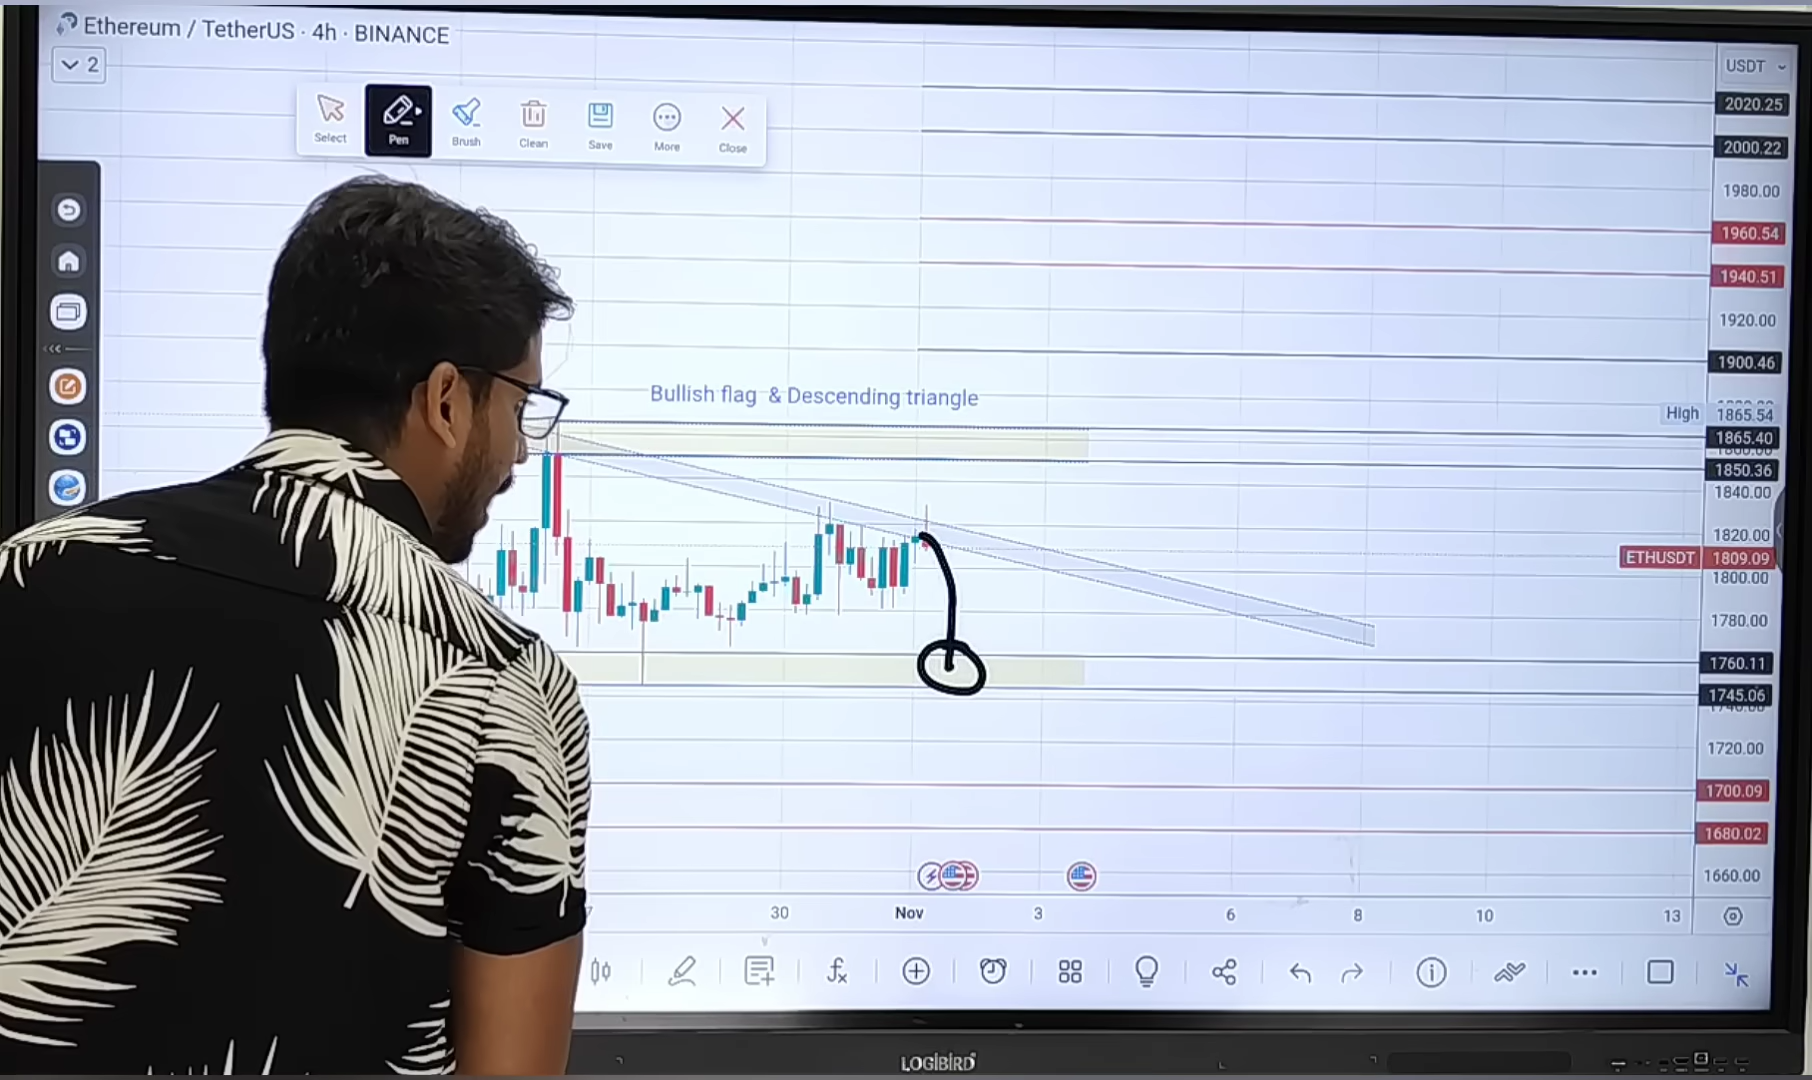 Ethereum / TetherUS · 4h · BINANCE
2
Select
Pen
Brush
Clean
Save
More
Close
USDT
2020.25
2000.22
1980.00
1960.54
1940.51
1920.00
1900.46
High 1865.54
1865.40
1850.36
1840.00
1820.00
ETHUSDT 1809.09
1800.00
1780.00
1760.11
1745.06
1720.00
1700.09
1680.02
1660.00
Bullish flag & Descending triangle
7 30 Nov 3 6 8 10 13
LOGIBIRD